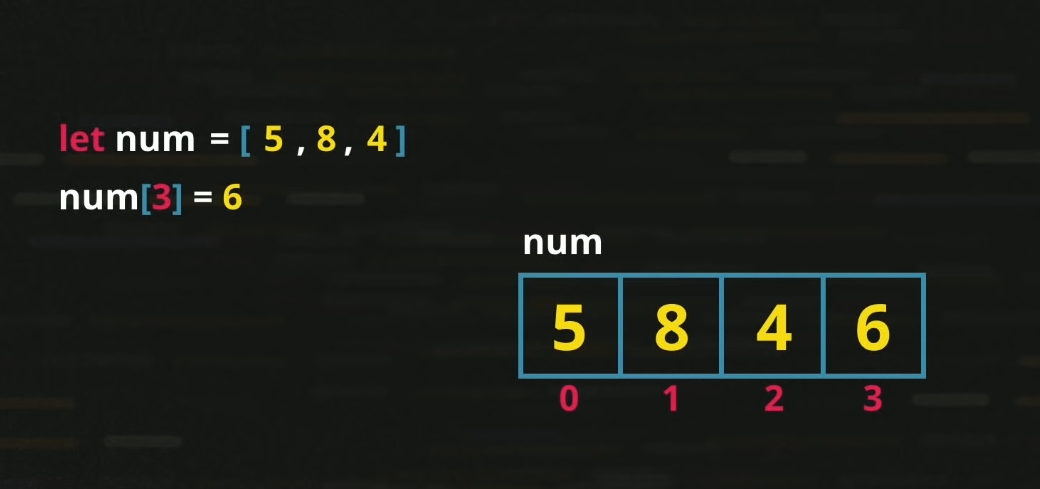 let num = [ 5 , 8 , 4 ]
num[3] = 6
num
5 8 4 6
0 1 2 3